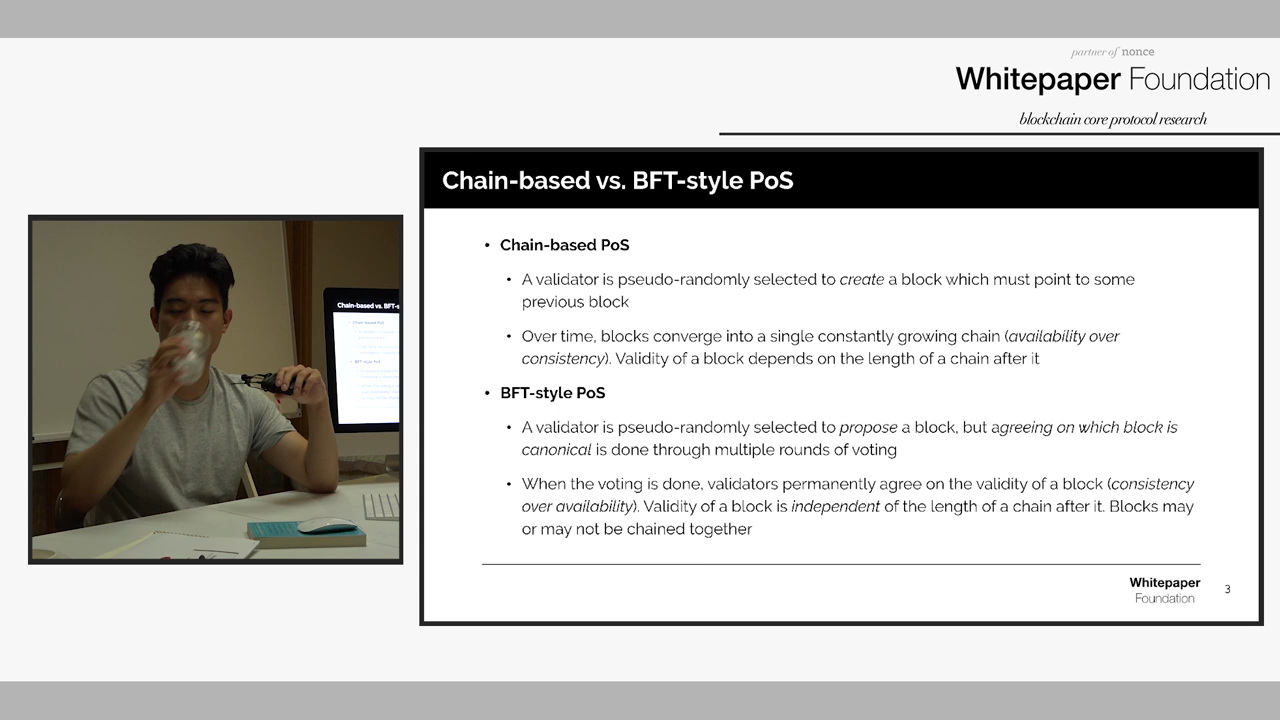 partner of nonce
Whitepaper Foundation
blockchain core protocol research
Chain-based vs. BFT-style PoS
• Chain-based PoS
• A validator is pseudo-randomly selected to create a block which must point to some
previous block
• Over time, blocks converge into a single constantly growing chain (availability over
consistency). Validity of a block depends on the length of a chain after it
• BFT-style PoS
• A validator is pseudo-randomly selected to propose a block, but agreeing on which block is
canonical is done through multiple rounds of voting
• When the voting is done, validators permanently agree on the validity of a block (consistency
over availability). Validity of a block is independent of the length of a chain after it. Blocks may
or may not be chained together
Whitepaper
Foundation
3
Chain-based vs. BFT-s
Chain-based PoS
BFT-style PoS